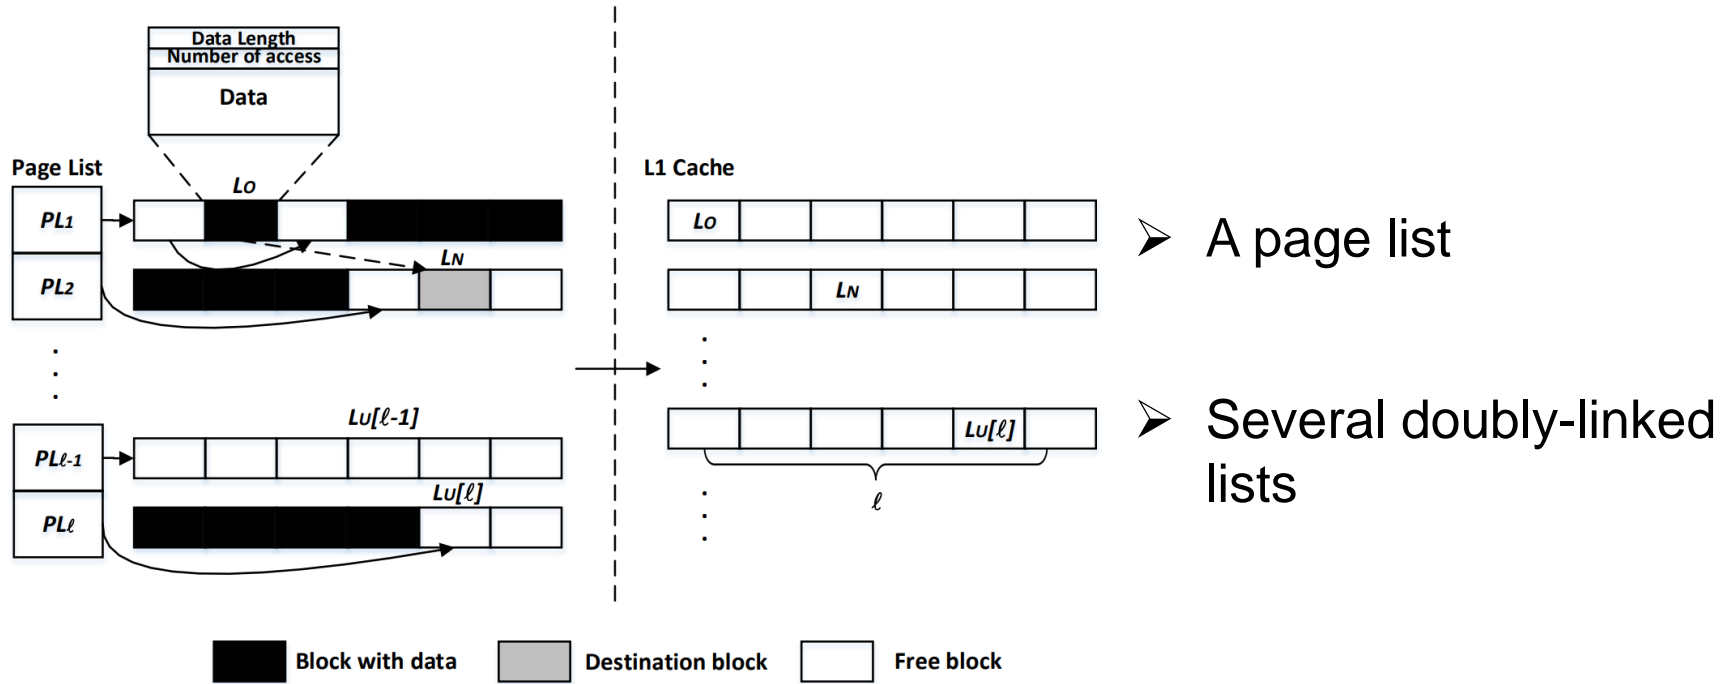 Data Length
Number of access
Data
Page List
L1 Cache
LO
PL1
LO
➢ A page list
LN
PL2
LN
LU[ℓ-1]
➢ Several doubly-linked
lists
LU[ℓ]
PLℓ-1
LU[ℓ]
ℓ
PLℓ
Block with data
Destination block
Free block